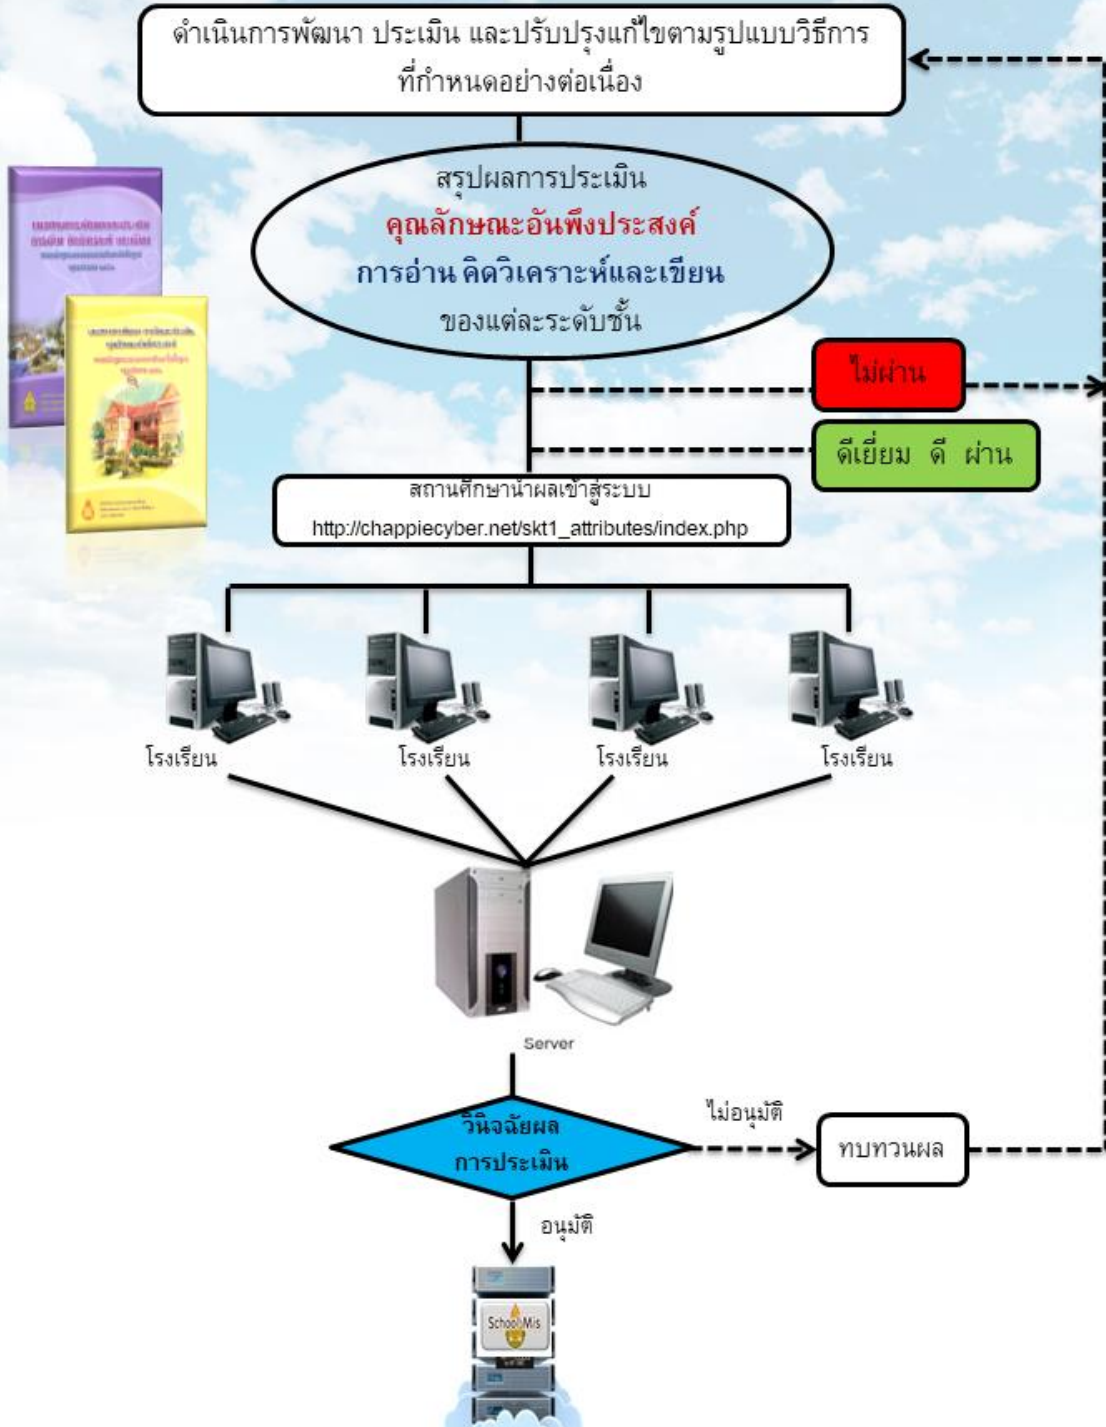 ดำเนินการพัฒนา ประเมิน และปรับปรุงแก้ไขตามรูปแบบวิธีการ
ที่กำหนดอย่างต่อเนื่อง
สรุปผลการประเมิน
คุณลักษณะอันพึงประสงค์
การอ่าน คิดวิเคราะห์และเขียน
ของแต่ละระดับชั้น
ไม่ผ่าน
ดีเยี่ยม ดี ผ่าน
สถานศึกษานำผลเข้าสู่ระบบ
http://chappiecyber.net/skt1_attributes/index.php
โรงเรียน
โรงเรียน
โรงเรียน
โรงเรียน
Server
วินิจฉัยผล
การประเมิน
ไม่อนุมัติ
ทบทวนผล
อนุมัติ
SchoolMis